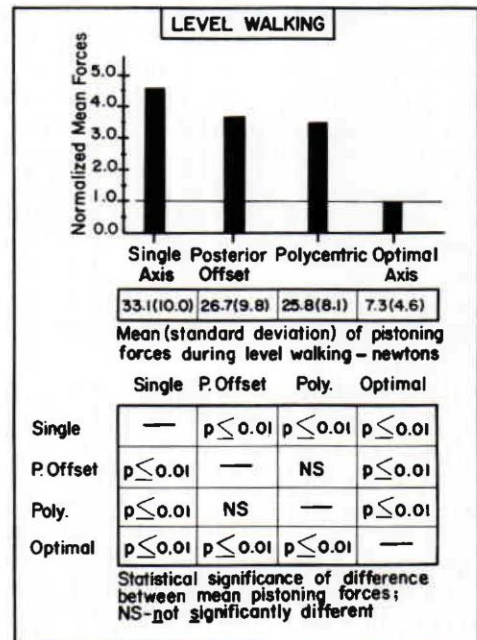 LEVEL WALKING
Normalized Mean Forces
5.0
4.0
3.0
2.0
1.0
0.0
Single Axis
Posterior Offset
Polycentric
Optimal Axis
33.1(10.0) 26.7(9.8) 25.8(8.1) 7.3(4.6)
Mean (standard deviation) of pistoning
forces during level walking – newtons
Single P. Offset Poly. Optimal
Single — p≤0.01 p≤0.01 p≤0.01
P. Offset p≤0.01 — NS p≤0.01
Poly. p≤0.01 NS — p≤0.01
Optimal p≤0.01 p≤0.01 p≤0.01 —
Statistical significance of difference
between mean pistoning forces;
NS-not significantly different